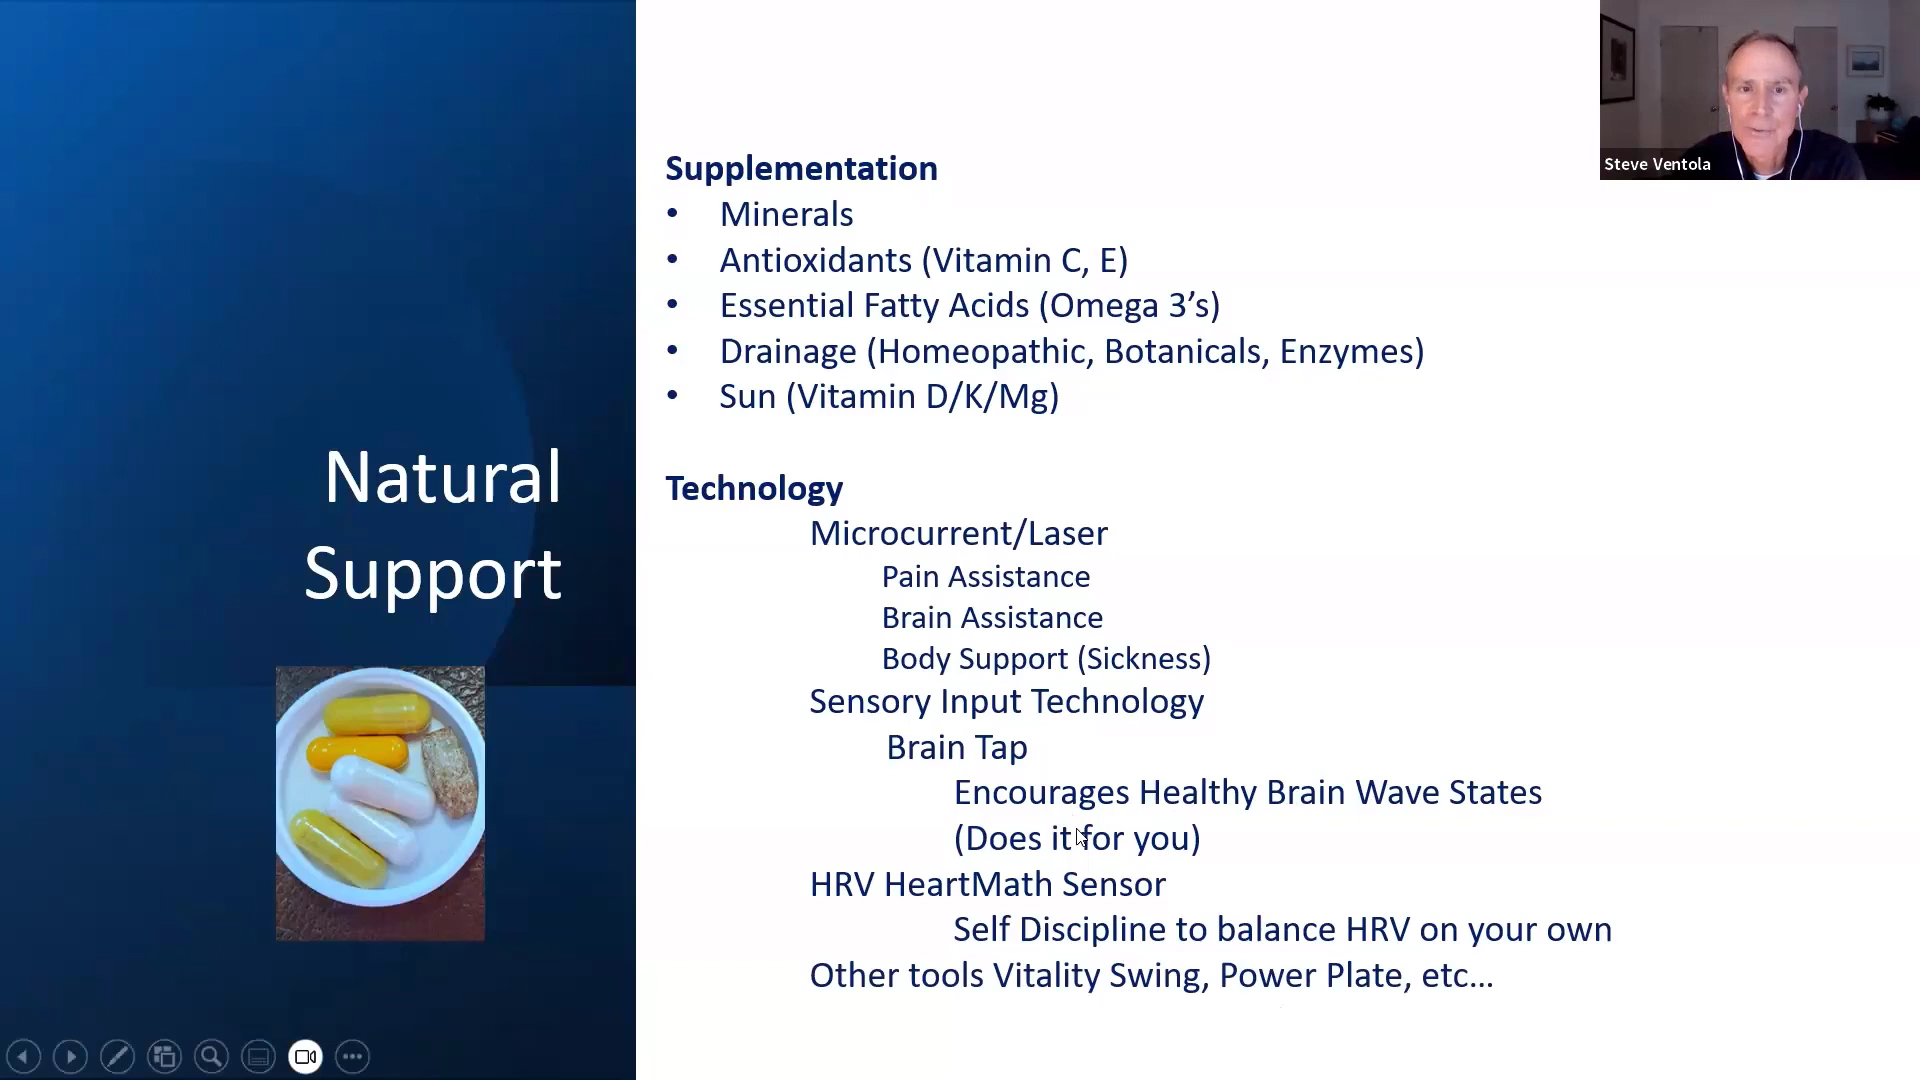 Natural
Support
Supplementation
• Minerals
• Antioxidants (Vitamin C, E)
• Essential Fatty Acids (Omega 3’s)
• Drainage (Homeopathic, Botanicals, Enzymes)
• Sun (Vitamin D/K/Mg)
Technology
Microcurrent/Laser
Pain Assistance
Brain Assistance
Body Support (Sickness)
Sensory Input Technology
Brain Tap
Encourages Healthy Brain Wave States
(Does it for you)
HRV HeartMath Sensor
Self Discipline to balance HRV on your own
Other tools Vitality Swing, Power Plate, etc…
Steve Ventola